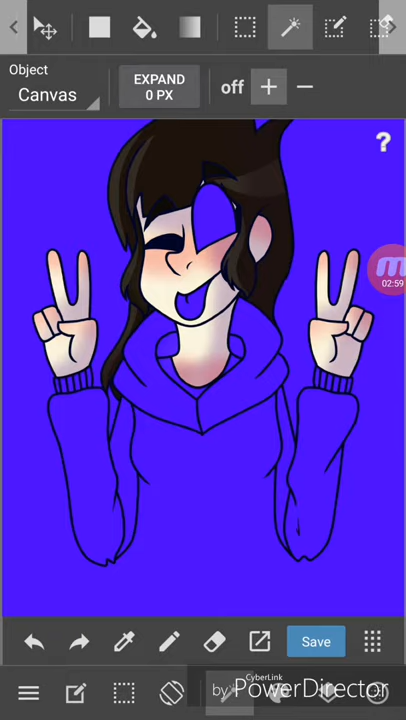 Object
Canvas
EXPAND
0 PX
off
?
02:59
Save
CyberLink
by PowerDirector